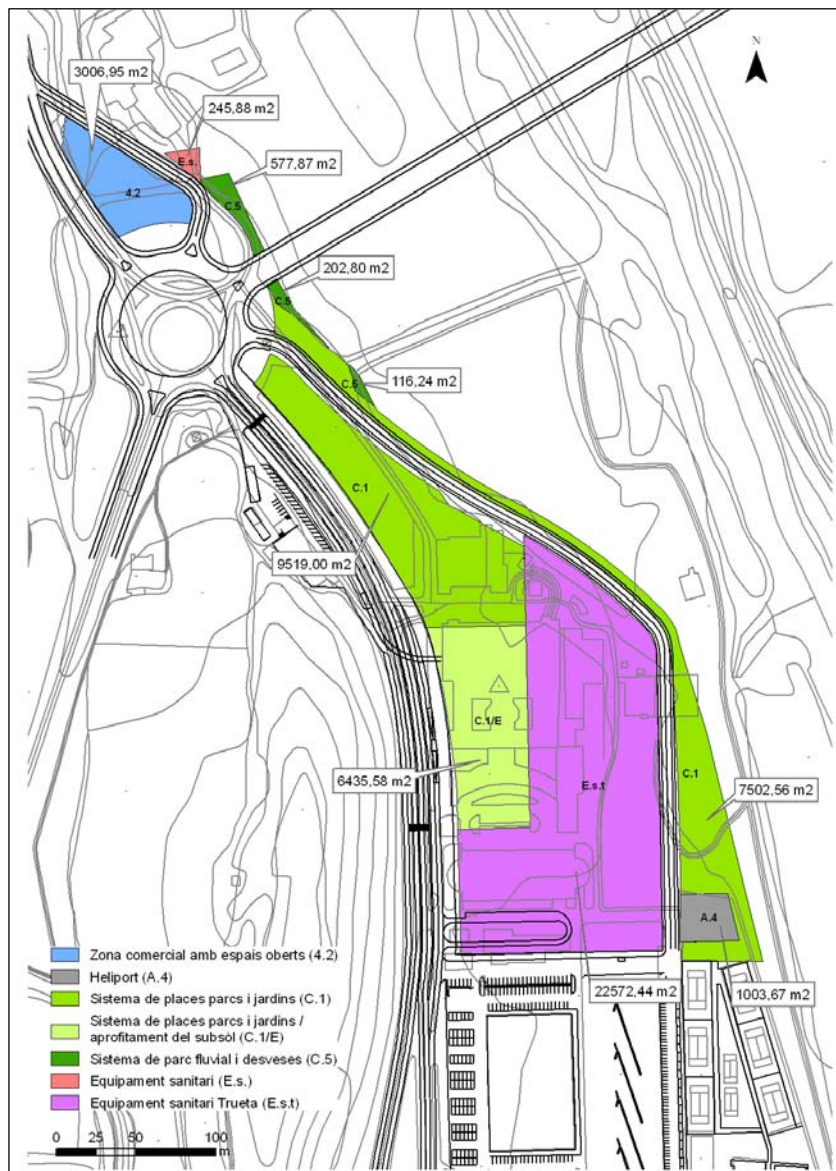 N
3006,95 m2
245,88 m2
E.s.
577,87 m2
4.2
C.5
202,80 m2
C.5
C.5
116,24 m2
C.1
9519,00 m2
C.1/E
6435,58 m2
E.s.t
C.1
7502,56 m2
A.4
22572,44 m2
1003,67 m2
Zona comercial amb espais oberts (4.2)
Heliport (A.4)
Sistema de places parcs i jardins (C.1)
Sistema de places parcs i jardins /
aprofitament del subsòl (C.1/E)
Sistema de parc fluvial i desveses (C.5)
Equipament sanitari (E.s.)
Equipament sanitari Trueta (E.s.t)
0 25 50 100
m